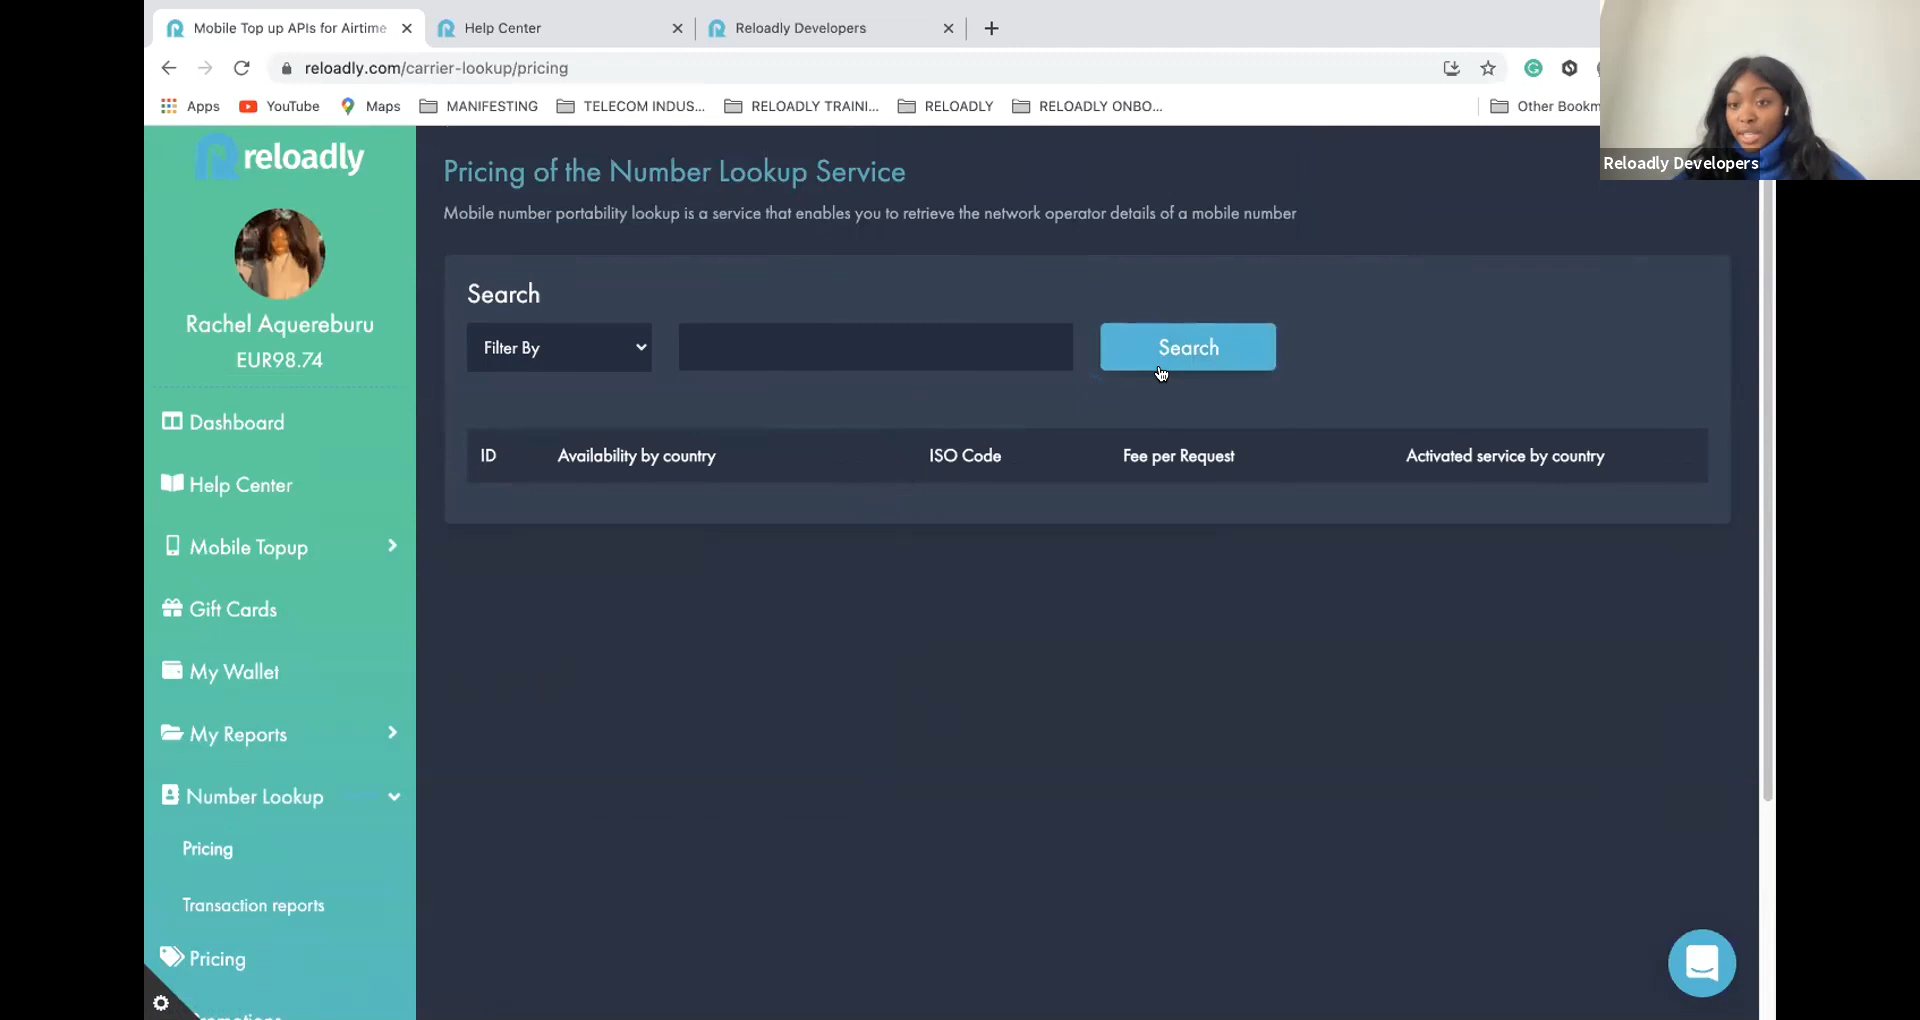 Mobile Top up APIs for Airtime
Help Center
Reloadly Developers
reloadly.com/carrier-lookup/pricing
Apps
YouTube
Maps
MANIFESTING
TELECOM INDUS...
RELOADLY TRAINI...
RELOADLY
RELOADLY ONBO...
Other Bookm
Reloadly Developers
reloadly
Rachel Aquereburu
EUR98.74
Dashboard
Help Center
Mobile Topup
Gift Cards
My Wallet
My Reports
Number Lookup
Pricing
Transaction reports
Pricing
Promotions
Pricing of the Number Lookup Service
Mobile number portability lookup is a service that enables you to retrieve the network operator details of a mobile number
Search
Filter By
Search
ID Availability by country ISO Code Fee per Request Activated service by country